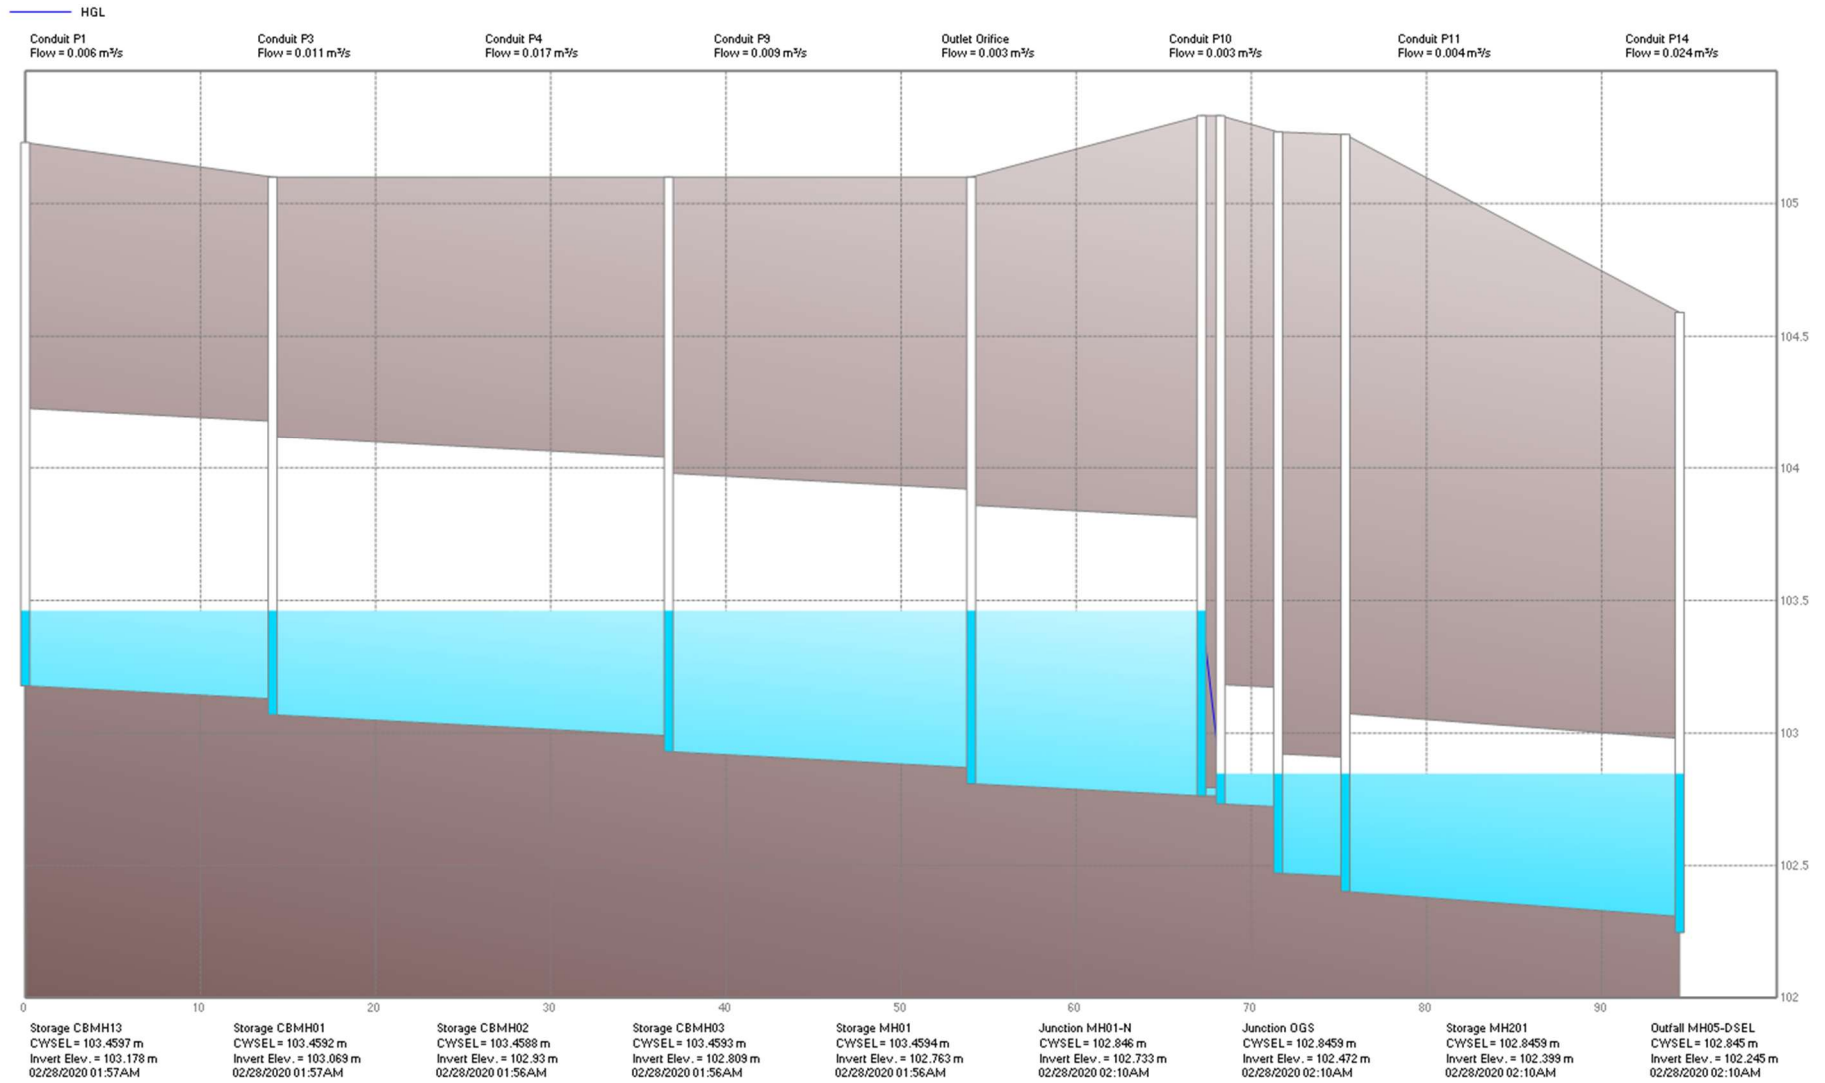 HGL
Conduit P1
Flow = 0.006 m³/s
Conduit P3
Flow = 0.011 m³/s
Conduit P4
Flow = 0.017 m³/s
Conduit P9
Flow = 0.009 m³/s
Outlet Orifice
Flow = 0.003 m³/s
Conduit P10
Flow = 0.003 m³/s
Conduit P11
Flow = 0.004 m³/s
Conduit P14
Flow = 0.024 m³/s
105
104.5
104
103.5
103
102.5
102
0 10 20 30 40 50 60 70 80 90
Storage CBMH13
CWSEL = 103.4597 m
Invert Elev. = 103.178 m
02/28/2020 01:57AM
Storage CBMH01
CWSEL = 103.4592 m
Invert Elev. = 103.069 m
02/28/2020 01:57AM
Storage CBMH02
CWSEL = 103.4588 m
Invert Elev. = 102.93 m
02/28/2020 01:56AM
Storage CBMH03
CWSEL = 103.4593 m
Invert Elev. = 102.809 m
02/28/2020 01:56AM
Storage MH01
CWSEL = 103.4594 m
Invert Elev. = 102.763 m
02/28/2020 01:56AM
Junction MH01-N
CWSEL = 102.846 m
Invert Elev. = 102.733 m
02/28/2020 02:10AM
Junction OGS
CWSEL = 102.8459 m
Invert Elev. = 102.472 m
02/28/2020 02:10AM
Storage MH201
CWSEL = 102.8459 m
Invert Elev. = 102.399 m
02/28/2020 02:10AM
Outfall MH05-DSEL
CWSEL = 102.845 m
Invert Elev. = 102.245 m
02/28/2020 02:10AM